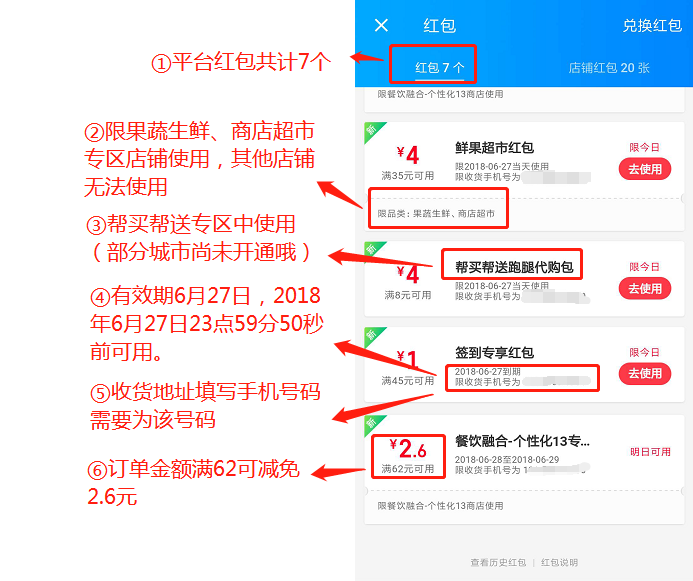 红包
兑换红包
红包 7 个
店铺红包 20 张
①平台红包共计7个
限餐饮融合-个性化13商店使用
②限果蔬生鲜、商店超市
专区店铺使用，其他店铺
无法使用
新
¥4
满35元可用
鲜果超市红包
限2018-06-27当天使用
限收货手机号为
限今日
去使用
限品类：果蔬生鲜、商店超市
③帮买帮送专区中使用
（部分城市尚未开通哦）
新
¥4
满8元可用
帮买帮送跑腿代购包
限2018-06-27当天使用
限收货手机号为
限今日
去使用
④有效期6月27日，2018
年6月27日23点59分50秒
前可用。
新
¥1
满45元可用
签到专享红包
2018-06-27到期
限收货手机号为
限今日
去使用
⑤收货地址填写手机号码
需要为该号码
新
¥2.6
满62元可用
餐饮融合-个性化13专...
2018-06-28至2018-06-29
限收货手机号为 1
明日可用
⑥订单金额满62可减免
2.6元
限餐饮融合-个性化13商店使用
查看历史红包 | 红包说明